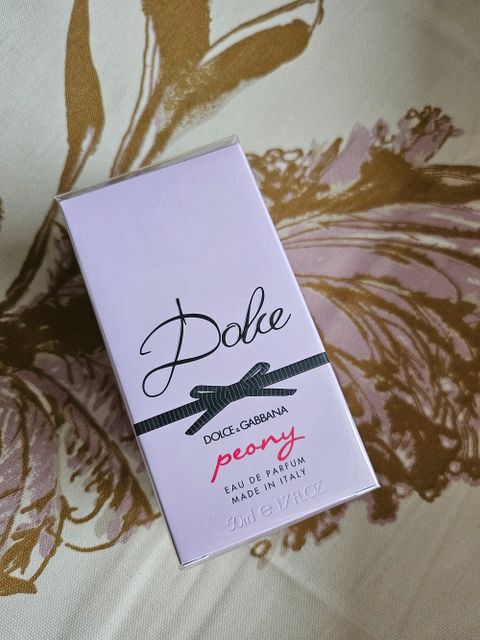 Dolce
DOLCE & GABBANA
peony
EAU DE PARFUM
MADE IN ITALY
50ml e 1.7 FL.OZ.